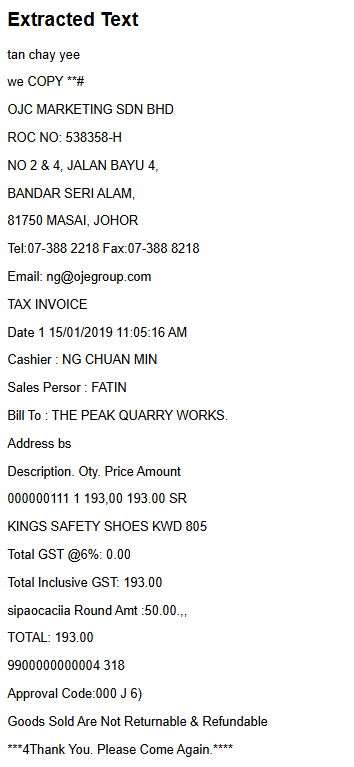 Extracted Text
tan chay yee
we COPY **#
OJC MARKETING SDN BHD
ROC NO: 538358-H
NO 2 & 4, JALAN BAYU 4,
BANDAR SERI ALAM,
81750 MASAI, JOHOR
Tel:07-388 2218 Fax:07-388 8218
Email: ng@ojegroup.com
TAX INVOICE
Date 1 15/01/2019 11:05:16 AM
Cashier : NG CHUAN MIN
Sales Persor : FATIN
Bill To : THE PEAK QUARRY WORKS.
Address bs
Description. Oty. Price Amount
000000111 1 193,00 193.00 SR
KINGS SAFETY SHOES KWD 805
Total GST @6%: 0.00
Total Inclusive GST: 193.00
sipaocaciia Round Amt :50.00.,,
TOTAL: 193.00
9900000000004 318
Approval Code:000 J 6)
Goods Sold Are Not Returnable & Refundable
***4Thank You. Please Come Again.****